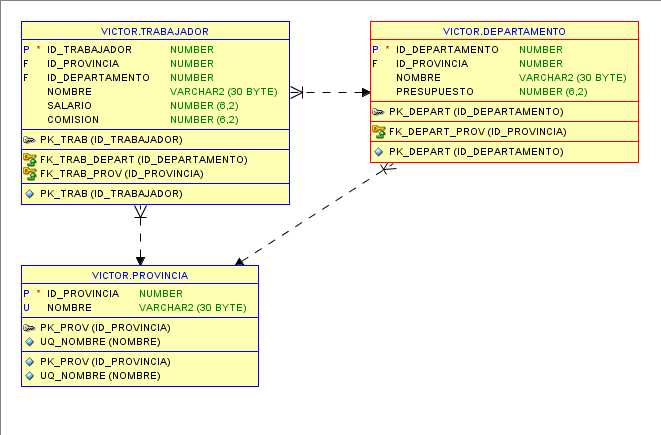 VICTOR.TRABAJADOR
P * ID_TRABAJADOR NUMBER
F ID_PROVINCIA NUMBER
F ID_DEPARTAMENTO NUMBER
NOMBRE VARCHAR2 (30 BYTE)
SALARIO NUMBER (6,2)
COMISION NUMBER (6,2)
PK_TRAB (ID_TRABAJADOR)
FK_TRAB_DEPART (ID_DEPARTAMENTO)
FK_TRAB_PROV (ID_PROVINCIA)
PK_TRAB (ID_TRABAJADOR)
VICTOR.DEPARTAMENTO
P * ID_DEPARTAMENTO NUMBER
F ID_PROVINCIA NUMBER
NOMBRE VARCHAR2 (30 BYTE)
PRESUPUESTO NUMBER (6,2)
PK_DEPART (ID_DEPARTAMENTO)
FK_DEPART_PROV (ID_PROVINCIA)
PK_DEPART (ID_DEPARTAMENTO)
VICTOR.PROVINCIA
P * ID_PROVINCIA NUMBER
U NOMBRE VARCHAR2 (30 BYTE)
PK_PROV (ID_PROVINCIA)
UQ_NOMBRE (NOMBRE)
PK_PROV (ID_PROVINCIA)
UQ_NOMBRE (NOMBRE)